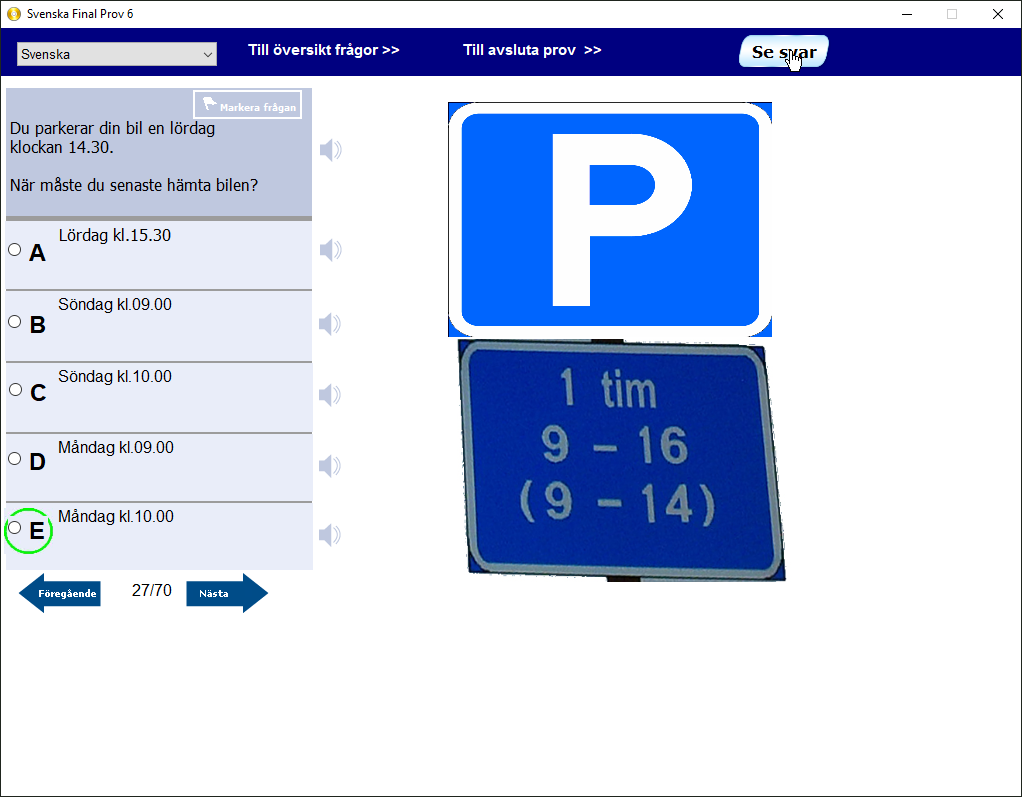 Svenska Final Prov 6
Svenska
Till översikt frågor >>
Till avsluta prov >>
Se svar
Markera frågan
Du parkerar din bil en lördag
klockan 14.30.
När måste du senaste hämta bilen?
A
Lördag kl.15.30
B
Söndag kl.09.00
C
Söndag kl.10.00
D
Måndag kl.09.00
E
Måndag kl.10.00
Föregående
27/70
Nästa
P
1 tim
9 - 16
(9 - 14)